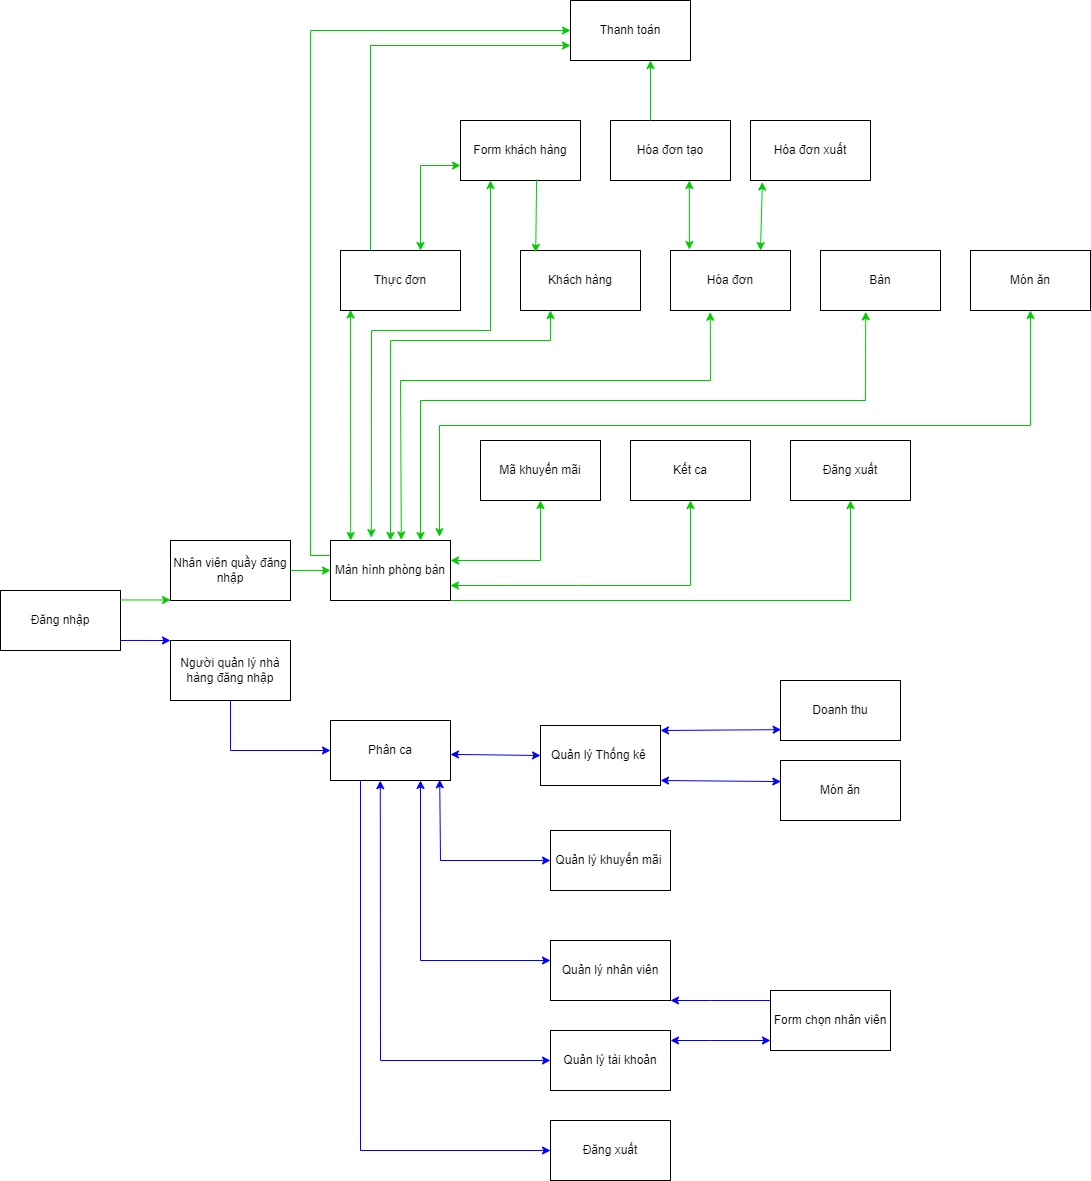 Thanh toán
Form khách hàng
Hóa đơn tạo
Hóa đơn xuất
Thực đơn
Khách hàng
Hóa đơn
Bàn
Món ăn
Mã khuyến mãi
Kết ca
Đăng xuất
Nhân viên quầy đăng
nhập
Màn hình phòng bàn
Đăng nhập
Người quản lý nhà
hàng đăng nhập
Phân ca
Quản lý Thống kê
Doanh thu
Món ăn
Quản lý khuyến mãi
Quản lý nhân viên
Form chọn nhân viên
Quản lý tài khoản
Đăng xuất